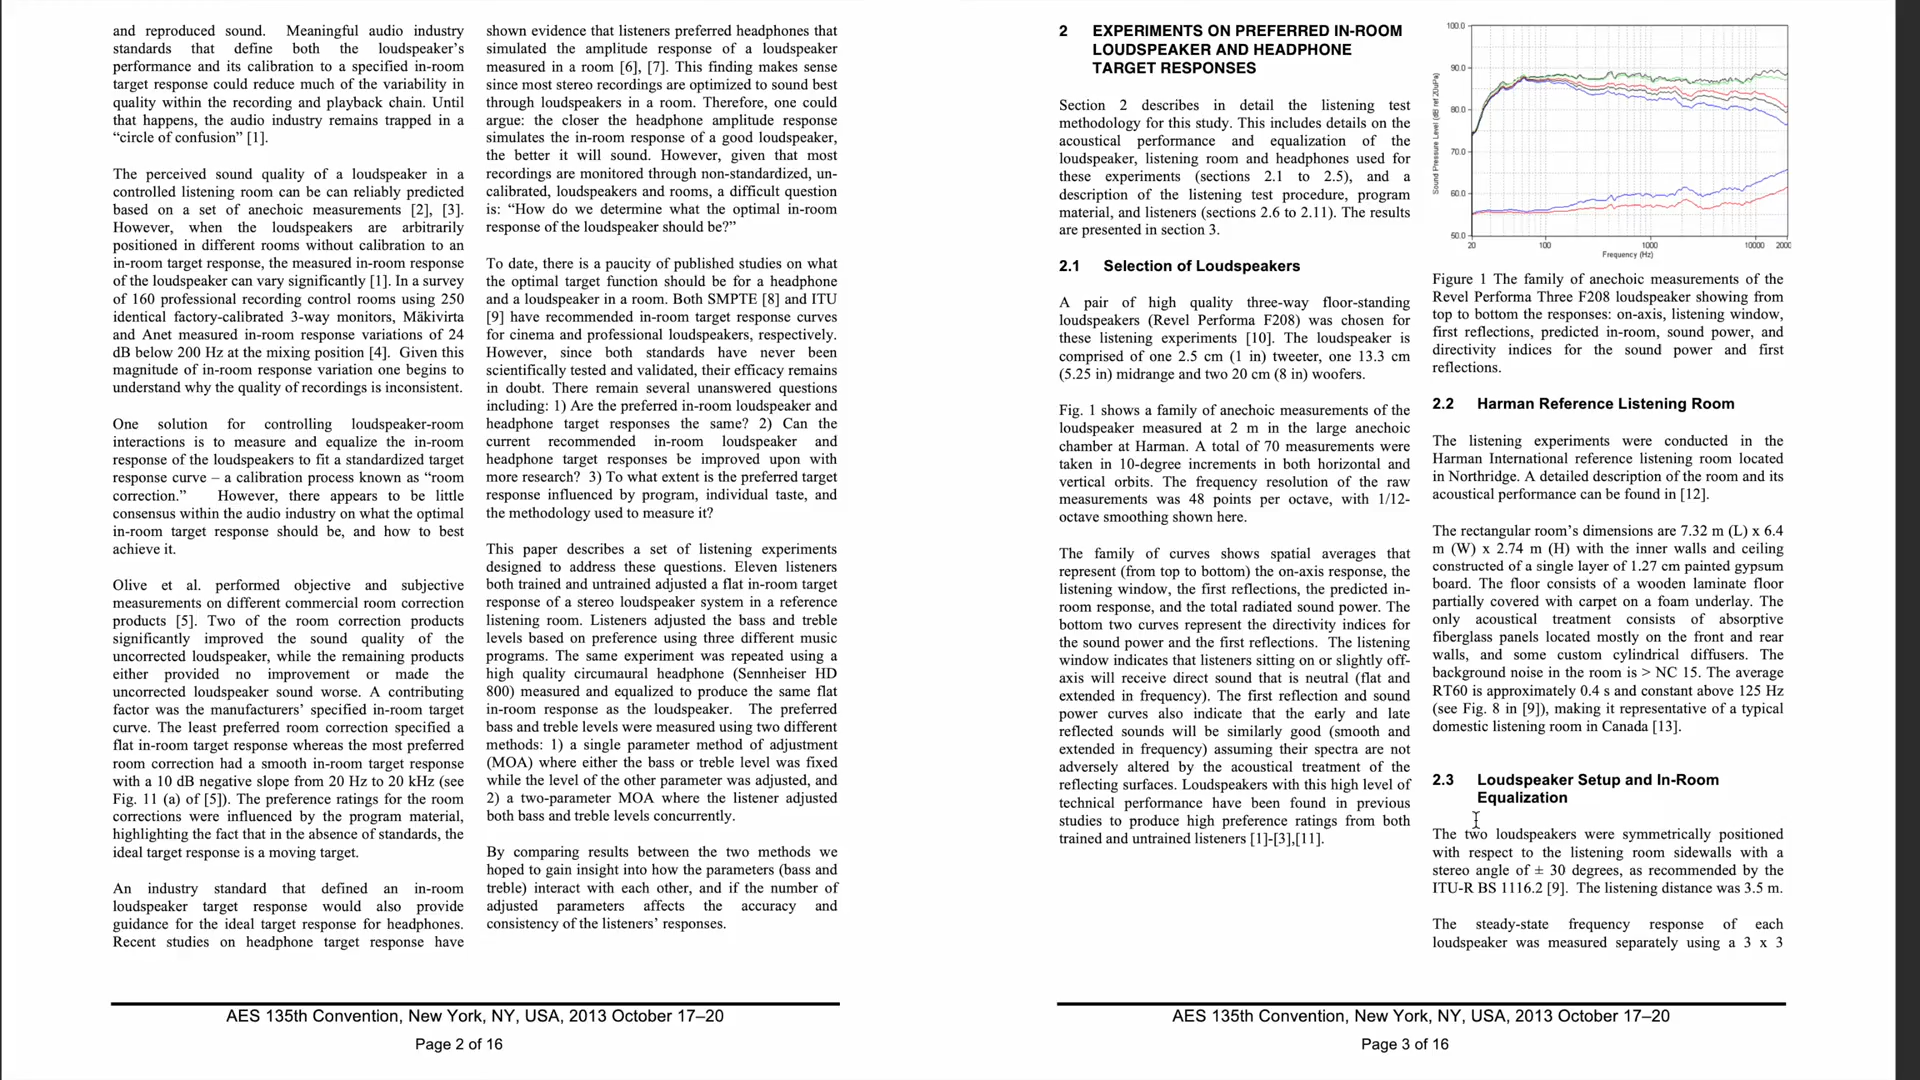 and reproduced sound. Meaningful audio industry
standards that define both the loudspeaker's
performance and its calibration to a specified in-room
target response could reduce much of the variability in
quality within the recording and playback chain. Until
that happens, the audio industry remains trapped in a
“circle of confusion” [1].
The perceived sound quality of a loudspeaker in a
controlled listening room can be can reliably predicted
based on a set of anechoic measurements [2], [3].
However, when the loudspeakers are arbitrarily
positioned in different rooms without calibration to an
in-room target response, the measured in-room response
of the loudspeaker can vary significantly [1]. In a survey
of 160 professional recording control rooms using 250
identical factory-calibrated 3-way monitors, Mäkivirta
and Anet measured in-room response variations of 24
dB below 200 Hz at the mixing position [4]. Given this
magnitude of in-room response variation one begins to
understand why the quality of recordings is inconsistent.
One solution for controlling loudspeaker-room
interactions is to measure and equalize the in-room
response of the loudspeakers to fit a standardized target
response curve – a calibration process known as “room
correction.” However, there appears to be little
consensus within the audio industry on what the optimal
in-room target response should be, and how to best
achieve it.
Olive et al. performed objective and subjective
measurements on different commercial room correction
products [5]. Two of the room correction products
significantly improved the sound quality of the
uncorrected loudspeaker, while the remaining products
either provided no improvement or made the
uncorrected loudspeaker sound worse. A contributing
factor was the manufacturers' specified in-room target
curve. The least preferred room correction specified a
flat in-room target response whereas the most preferred
room correction had a smooth in-room target response
with a 10 dB negative slope from 20 Hz to 20 kHz (see
Fig. 11 (a) of [5]). The preference ratings for the room
corrections were influenced by the program material,
highlighting the fact that in the absence of standards, the
ideal target response is a moving target.
An industry standard that defined an in-room
loudspeaker target response would also provide
guidance for the ideal target response for headphones.
Recent studies on headphone target response have
shown evidence that listeners preferred headphones that
simulated the amplitude response of a loudspeaker
measured in a room [6], [7]. This finding makes sense
since most stereo recordings are optimized to sound best
through loudspeakers in a room. Therefore, one could
argue: the closer the headphone amplitude response
simulates the in-room response of a good loudspeaker,
the better it will sound. However, given that most
recordings are monitored through non-standardized, un-
calibrated, loudspeakers and rooms, a difficult question
is: “How do we determine what the optimal in-room
response of the loudspeaker should be?”
To date, there is a paucity of published studies on what
the optimal target function should be for a headphone
and a loudspeaker in a room. Both SMPTE [8] and ITU
[9] have recommended in-room target response curves
for cinema and professional loudspeakers, respectively.
However, since both standards have never been
scientifically tested and validated, their efficacy remains
in doubt. There remain several unanswered questions
including: 1) Are the preferred in-room loudspeaker and
headphone target responses the same? 2) Can the
current recommended in-room loudspeaker and
headphone target responses be improved upon with
more research? 3) To what extent is the preferred target
response influenced by program, individual taste, and
the methodology used to measure it?
This paper describes a set of listening experiments
designed to address these questions. Eleven listeners
both trained and untrained adjusted a flat in-room target
response of a stereo loudspeaker system in a reference
listening room. Listeners adjusted the bass and treble
levels based on preference using three different music
programs. The same experiment was repeated using a
high quality circumaural headphone (Sennheiser HD
800) measured and equalized to produce the same flat
in-room response as the loudspeaker. The preferred
bass and treble levels were measured using two different
methods: 1) a single parameter method of adjustment
(MOA) where either the bass or treble level was fixed
while the level of the other parameter was adjusted, and
2) a two-parameter MOA where the listener adjusted
both bass and treble levels concurrently.
By comparing results between the two methods we
hoped to gain insight into how the parameters (bass and
treble) interact with each other, and if the number of
adjusted parameters affects the accuracy and
consistency of the listeners' responses.
AES 135th Convention, New York, NY, USA, 2013 October 17–20
Page 2 of 16
2 EXPERIMENTS ON PREFERRED IN-ROOM
LOUDSPEAKER AND HEADPHONE
TARGET RESPONSES
Section 2 describes in detail the listening test
methodology for this study. This includes details on the
acoustical performance and equalization of the
loudspeaker, listening room and headphones used for
these experiments (sections 2.1 to 2.5), and a
description of the listening test procedure, program
material, and listeners (sections 2.6 to 2.11). The results
are presented in section 3.
2.1 Selection of Loudspeakers
A pair of high quality three-way floor-standing
loudspeakers (Revel Performa F208) was chosen for
these listening experiments [10]. The loudspeaker is
comprised of one 2.5 cm (1 in) tweeter, one 13.3 cm
(5.25 in) midrange and two 20 cm (8 in) woofers.
Fig. 1 shows a family of anechoic measurements of the
loudspeaker measured at 2 m in the large anechoic
chamber at Harman. A total of 70 measurements were
taken in 10-degree increments in both horizontal and
vertical orbits. The frequency resolution of the raw
measurements was 48 points per octave, with 1/12-
octave smoothing shown here.
The family of curves shows spatial averages that
represent (from top to bottom) the on-axis response, the
listening window, the first reflections, the predicted in-
room response, and the total radiated sound power. The
bottom two curves represent the directivity indices for
the sound power and the first reflections. The listening
window indicates that listeners sitting on or slightly off-
axis will receive direct sound that is neutral (flat and
extended in frequency). The first reflection and sound
power curves also indicate that the early and late
reflected sounds will be similarly good (smooth and
extended in frequency) assuming their spectra are not
adversely altered by the acoustical treatment of the
reflecting surfaces. Loudspeakers with this high level of
technical performance have been found in previous
studies to produce high preference ratings from both
trained and untrained listeners [1]-[3],[11].
Sound Pressure Level (dB ref 20uPa)
100.0
90.0
80.0
70.0
60.0
50.0
20 100 1000 10000 2000
Frequency (Hz)
Figure 1 The family of anechoic measurements of the
Revel Performa Three F208 loudspeaker showing from
top to bottom the responses: on-axis, listening window,
first reflections, predicted in-room, sound power, and
directivity indices for the sound power and first
reflections.
2.2 Harman Reference Listening Room
The listening experiments were conducted in the
Harman International reference listening room located
in Northridge. A detailed description of the room and its
acoustical performance can be found in [12].
The rectangular room's dimensions are 7.32 m (L) x 6.4
m (W) x 2.74 m (H) with the inner walls and ceiling
constructed of a single layer of 1.27 cm painted gypsum
board. The floor consists of a wooden laminate floor
partially covered with carpet on a foam underlay. The
only acoustical treatment consists of absorptive
fiberglass panels located mostly on the front and rear
walls, and some custom cylindrical diffusers. The
background noise in the room is > NC 15. The average
RT60 is approximately 0.4 s and constant above 125 Hz
(see Fig. 8 in [9]), making it representative of a typical
domestic listening room in Canada [13].
2.3 Loudspeaker Setup and In-Room
Equalization
The two loudspeakers were symmetrically positioned
with respect to the listening room sidewalls with a
stereo angle of ± 30 degrees, as recommended by the
ITU-R BS 1116.2 [9]. The listening distance was 3.5 m.
The steady-state frequency response of each
loudspeaker was measured separately using a 3 x 3
AES 135th Convention, New York, NY, USA, 2013 October 17–20
Page 3 of 16